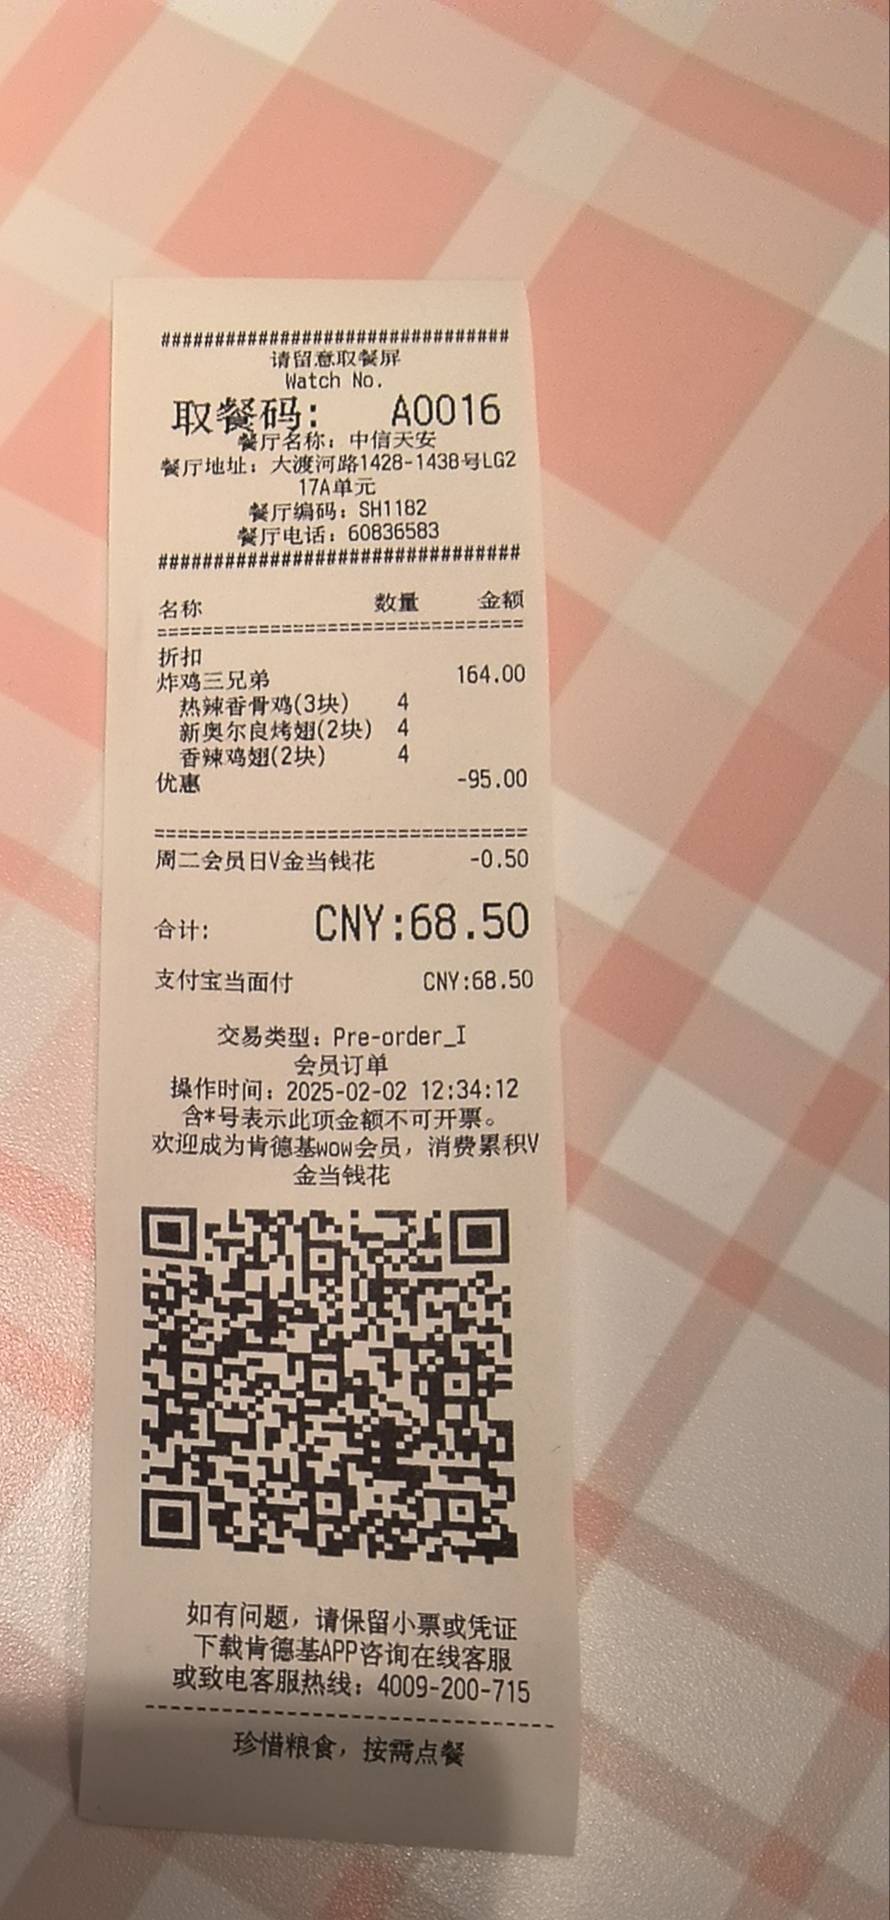 ################################
请留意取餐屏
Watch No.
取餐码: A0016
餐厅名称：中信天安
餐厅地址：大渡河路1428-1438号LG2
17A单元
餐厅编码：SH1182
餐厅电话：60836583
################################
名称 数量 金额
================================
折扣
炸鸡三兄弟 164.00
热辣香骨鸡(3块) 4
新奥尔良烤翅(2块) 4
香辣鸡翅(2块) 4
优惠 -95.00
================================
周二会员日V金当钱花 -0.50
合计: CNY:68.50
支付宝当面付 CNY:68.50
交易类型：Pre-order_I
会员订单
操作时间：2025-02-02 12:34:12
含*号表示此项金额不可开票。
欢迎成为肯德基wow会员，消费累积V
金当钱花
如有问题，请保留小票或凭证
下载肯德基APP咨询在线客服
或致电客服热线：4009-200-715
--------------------------------
珍惜粮食，按需点餐